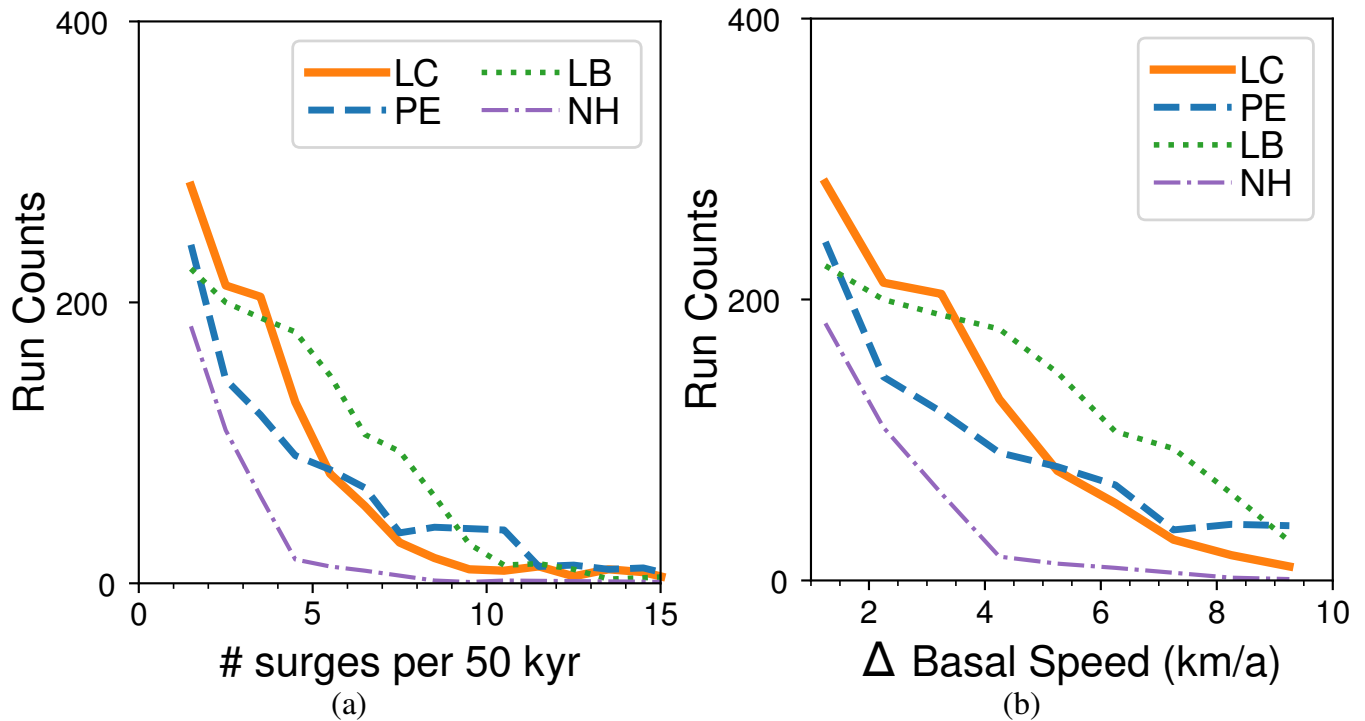 400
200
0
Run Counts
LC
PE
LB
NH
0
5
10
15
# surges per 50 kyr
(a)
400
200
0
Run Counts
LC
PE
LB
NH
2
4
6
8
10
Δ Basal Speed (km/a)
(b)